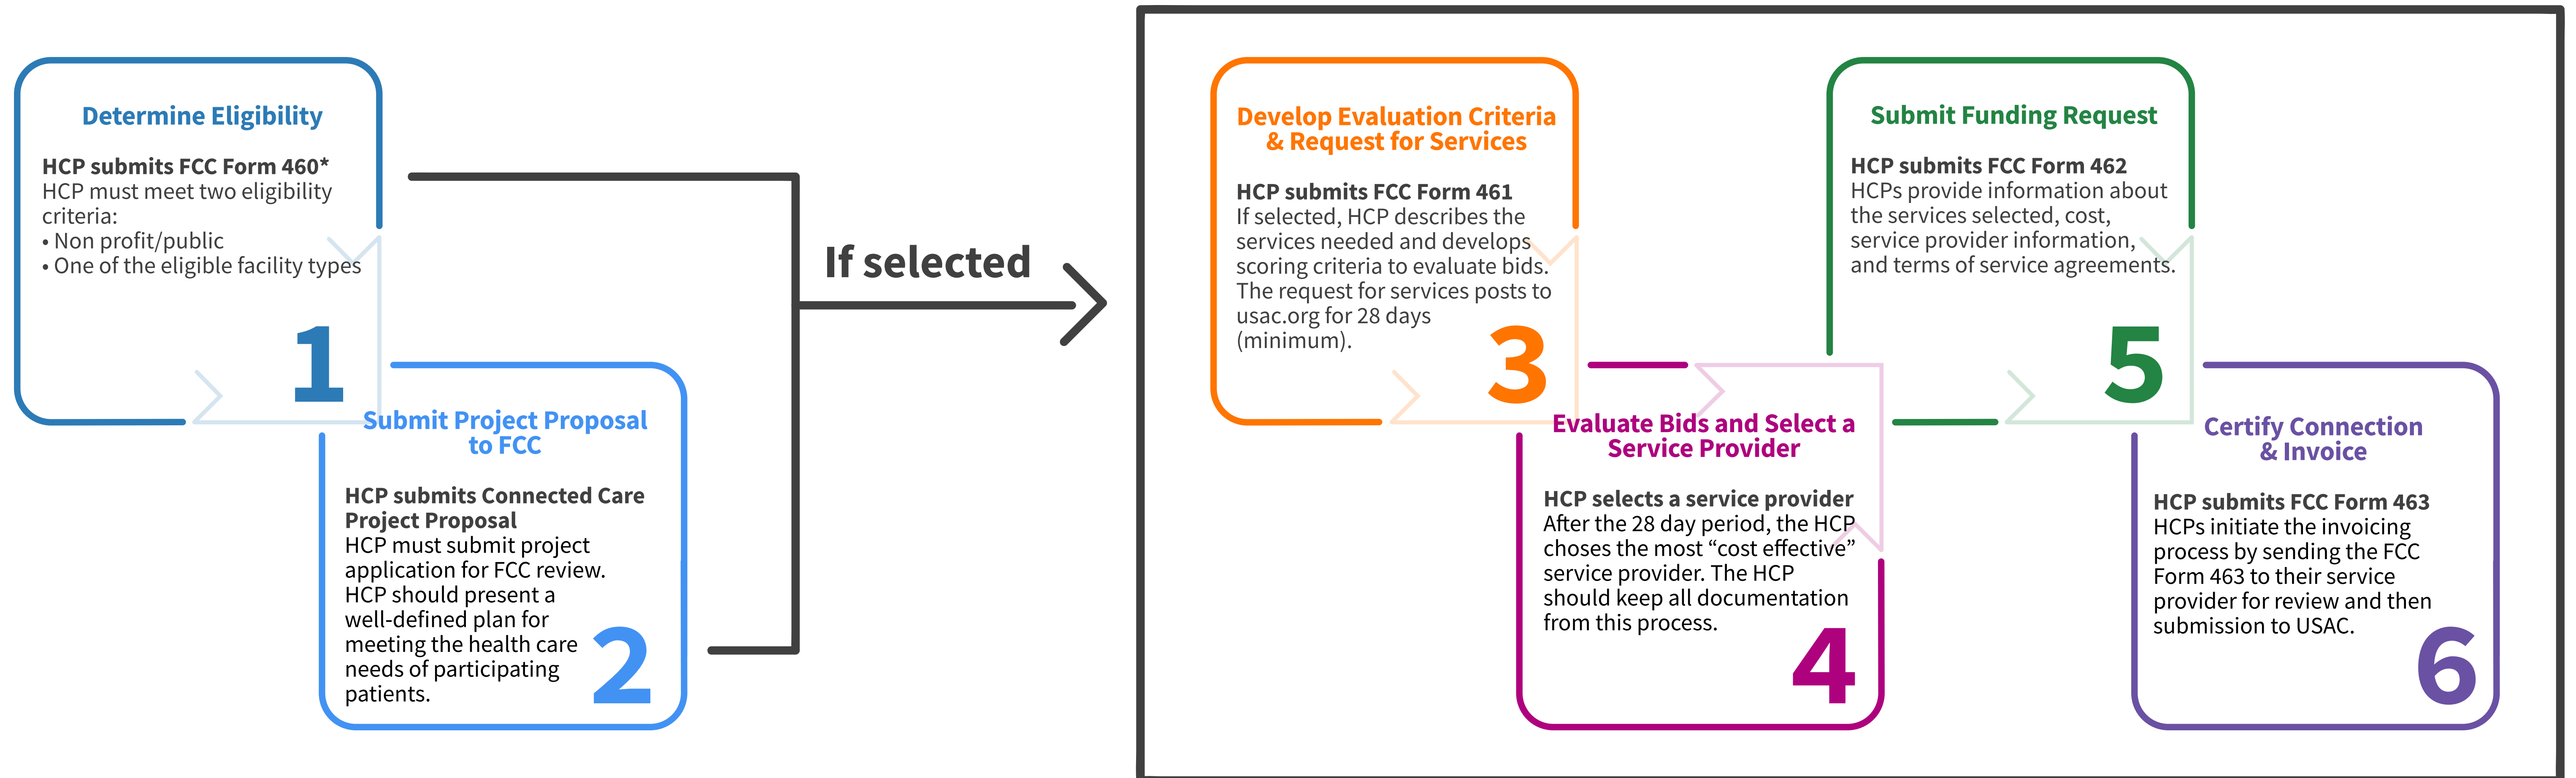 Determine Eligibility
HCP submits FCC Form 460*
HCP must meet two eligibility
criteria:
• Non profit/public
• One of the eligible facility types
1
Submit Project Proposal
to FCC
HCP submits Connected Care
Project Proposal
HCP must submit project
application for FCC review.
HCP should present a
well-defined plan for
meeting the health care
needs of participating
patients.
2
If selected
Develop Evaluation Criteria
& Request for Services
HCP submits FCC Form 461
If selected, HCP describes the
services needed and develops
scoring criteria to evaluate bids.
The request for services posts to
usac.org for 28 days
(minimum).
3
Evaluate Bids and Select a
Service Provider
HCP selects a service provider
After the 28 day period, the HCP
choses the most “cost effective”
service provider. The HCP
should keep all documentation
from this process.
4
Submit Funding Request
HCP submits FCC Form 462
HCPs provide information about
the services selected, cost,
service provider information,
and terms of service agreements.
5
Certify Connection
& Invoice
HCP submits FCC Form 463
HCPs initiate the invoicing
process by sending the FCC
Form 463 to their service
provider for review and then
submission to USAC.
6